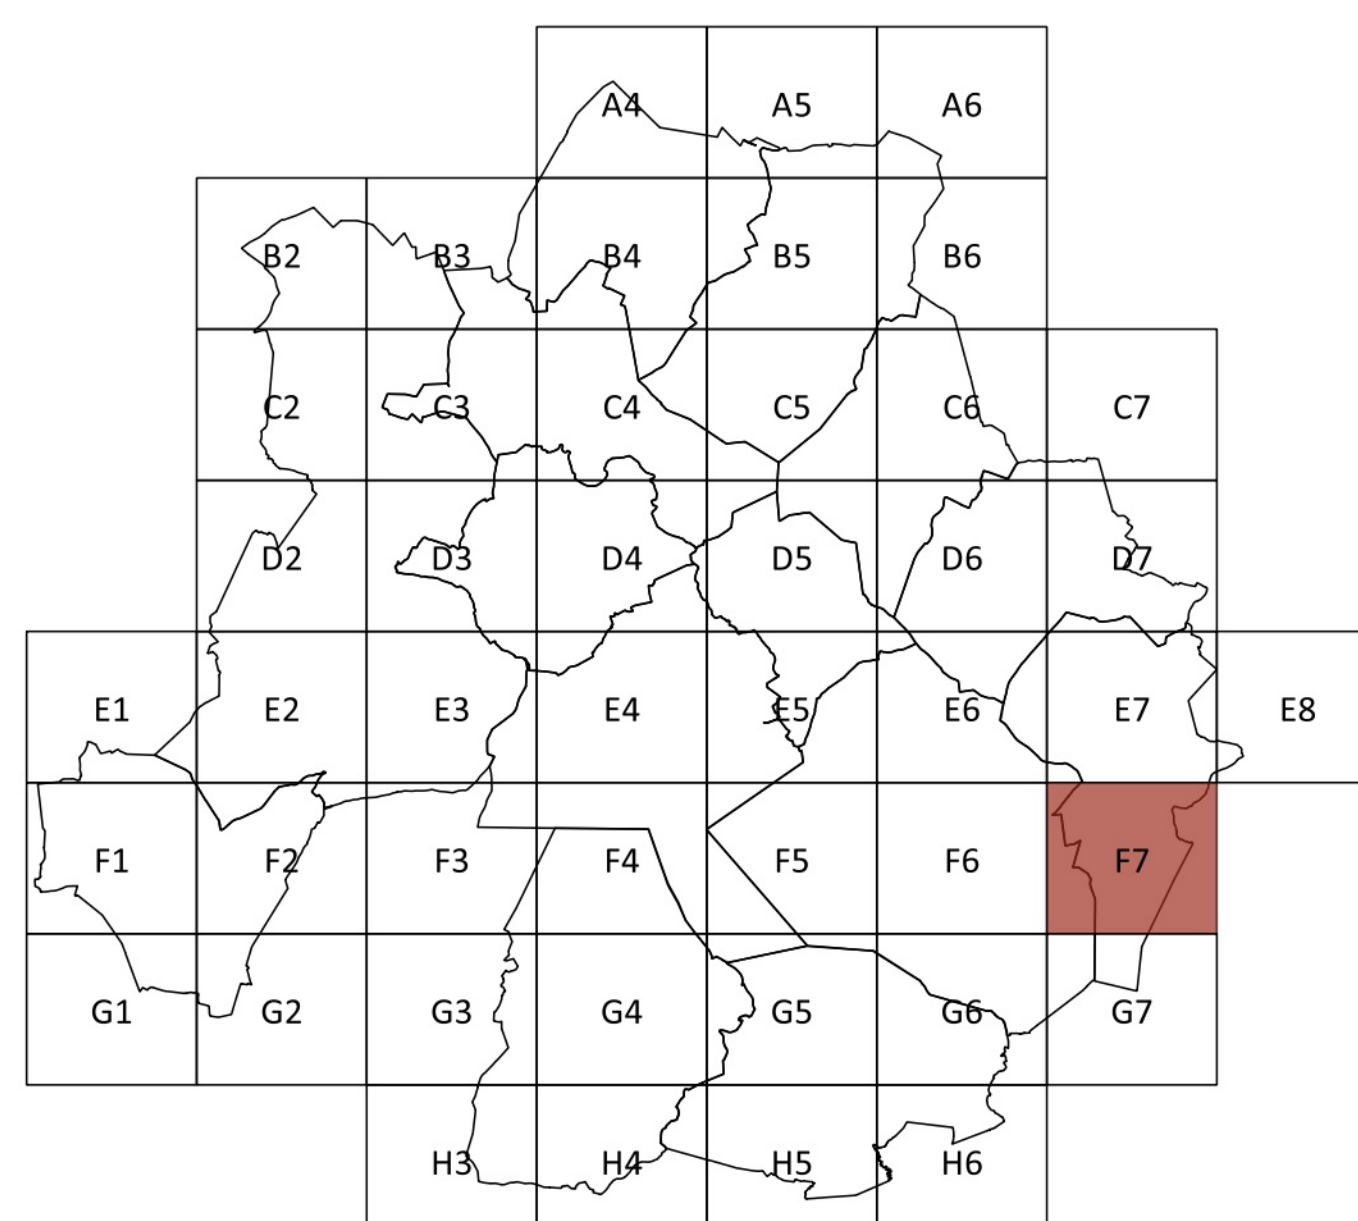 A4 A5 A6
B2 B3 B4 B5 B6
C2 C3 C4 C5 C6 C7
D2 D3 D4 D5 D6 D7
E1 E2 E3 E4 E5 E6 E7 E8
F1 F2 F3 F4 F5 F6 F7
G1 G2 G3 G4 G5 G6 G7
H3 H4 H5 H6